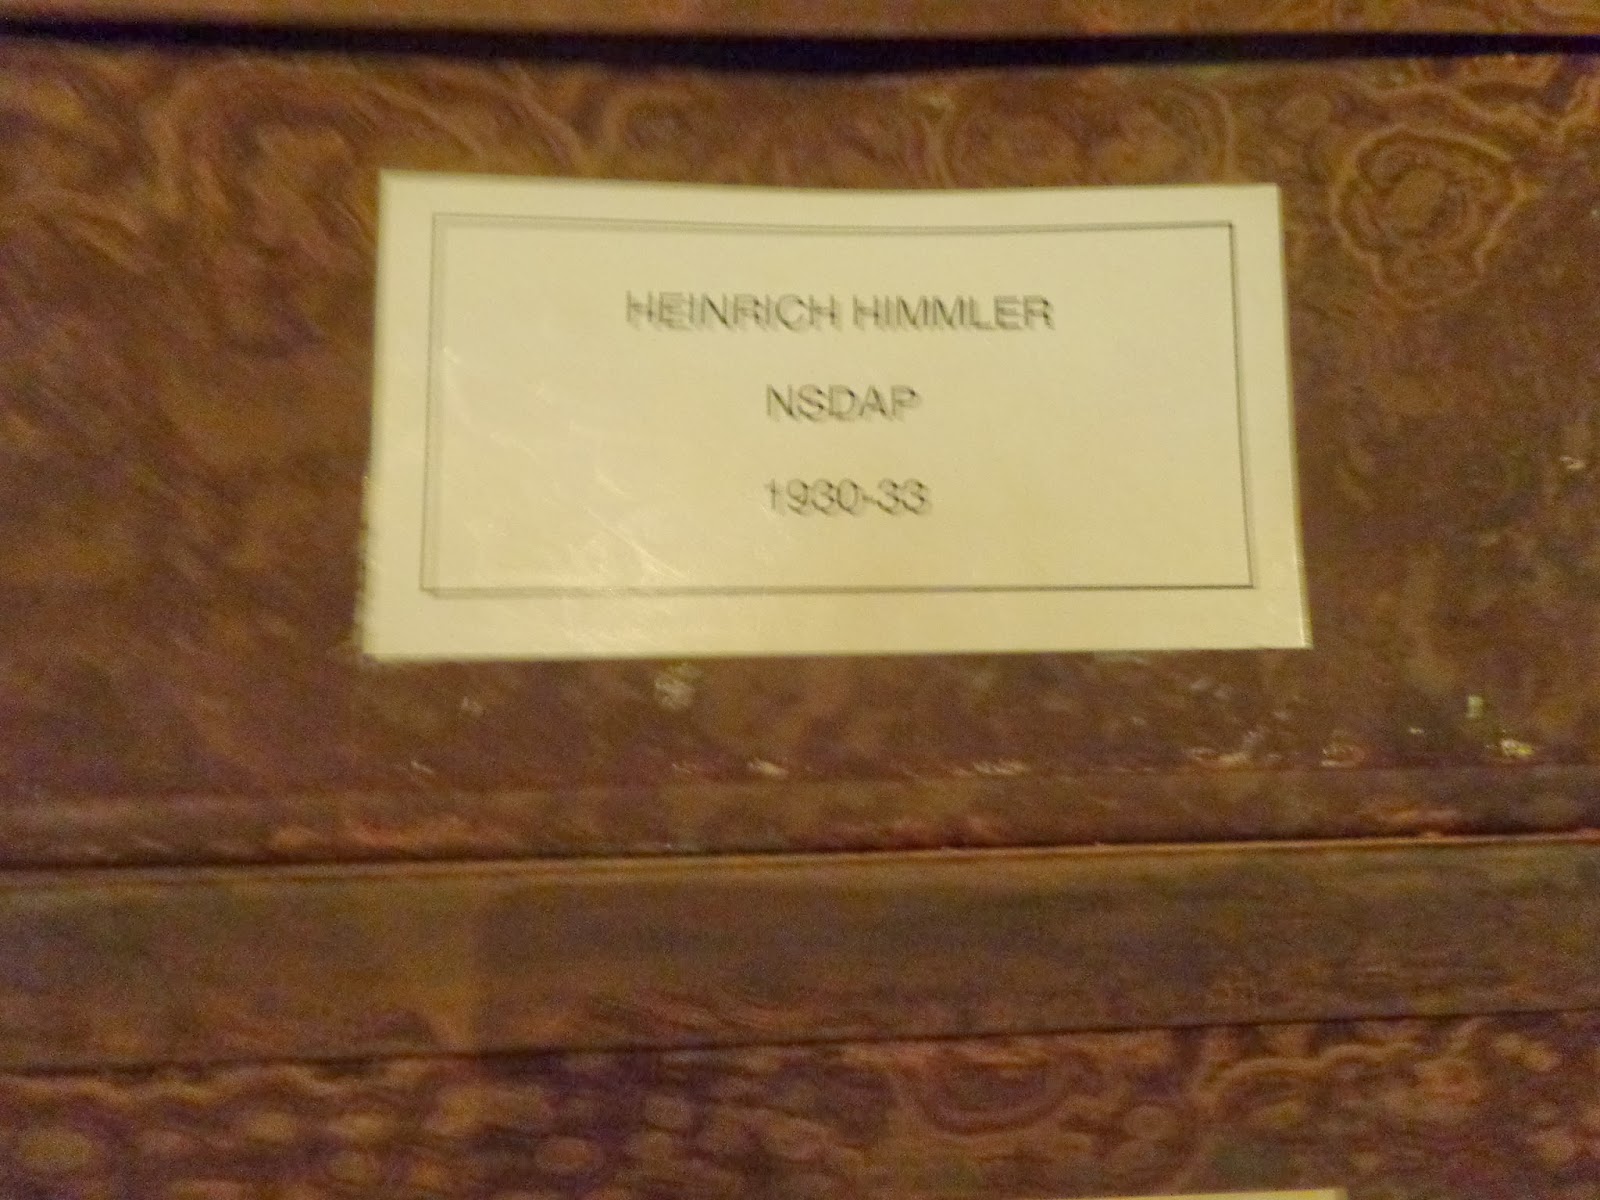 HEINRICH HIMMLER
NSDAP
1930-33